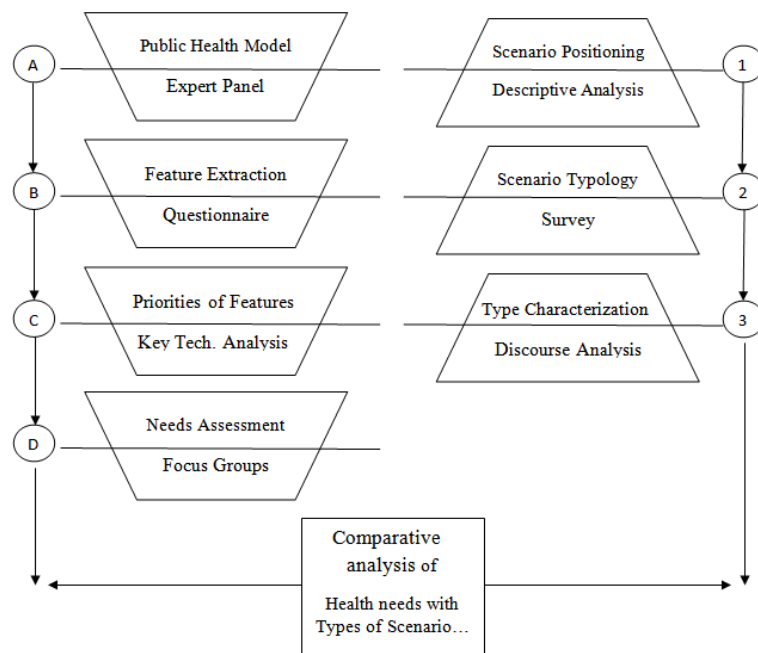 A
Public Health Model
Expert Panel
Scenario Positioning
Descriptive Analysis
1
B
Feature Extraction
Questionnaire
Scenario Typology
Survey
2
C
Priorities of Features
Key Tech. Analysis
Type Characterization
Discourse Analysis
3
D
Needs Assessment
Focus Groups
Comparative
analysis of
Health needs with
Types of Scenario…